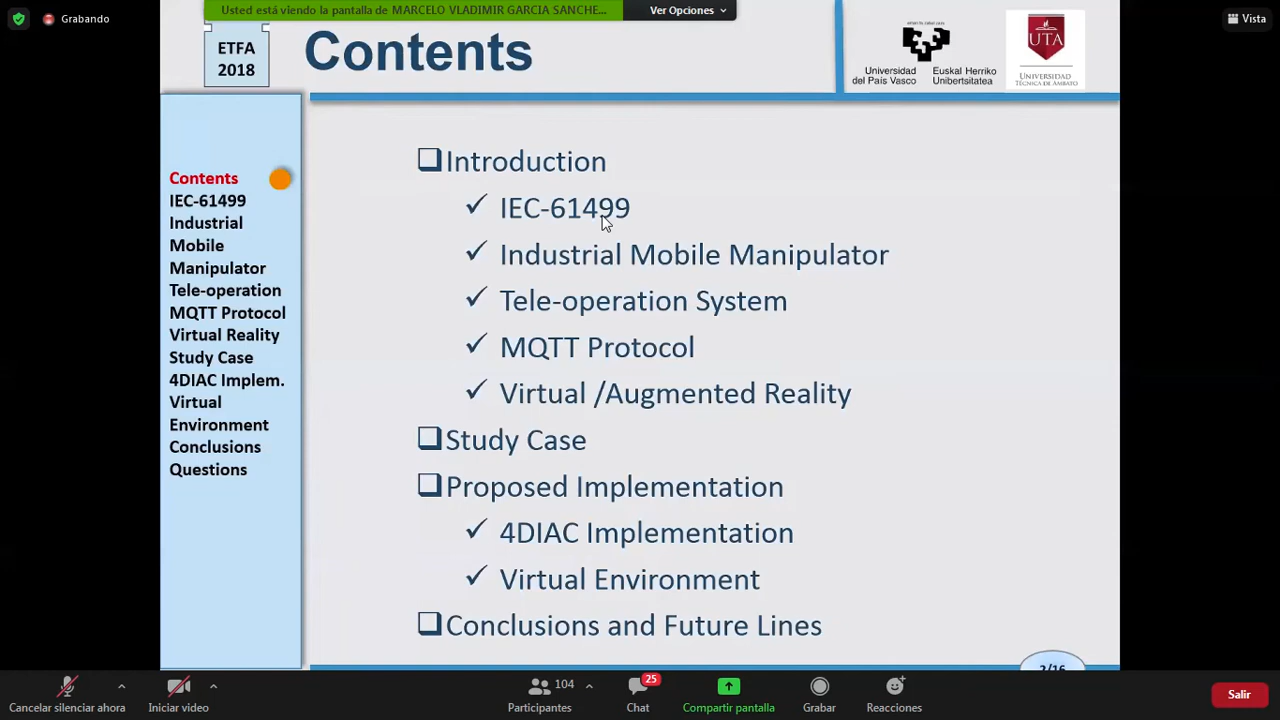 Usted está viendo la pantalla de MARCELO VLADIMIR GARCIA SANCHE...
Ver Opciones
Grabando
Vista
ETFA
2018
Contents
Universidad
del País Vasco
Euskal Herriko
Unibertsitatea
UTA
UNIVERSIDAD
TÉCNICA DE AMBATO
Contents
IEC-61499
Industrial
Mobile
Manipulator
Tele-operation
MQTT Protocol
Virtual Reality
Study Case
4DIAC Implem.
Virtual
Environment
Conclusions
Questions
Introduction
IEC-61499
Industrial Mobile Manipulator
Tele-operation System
MQTT Protocol
Virtual /Augmented Reality
Study Case
Proposed Implementation
4DIAC Implementation
Virtual Environment
Conclusions and Future Lines
2/16
Cancelar silenciar ahora
Iniciar video
104
Participantes
25
Chat
Compartir pantalla
Grabar
Reacciones
Salir